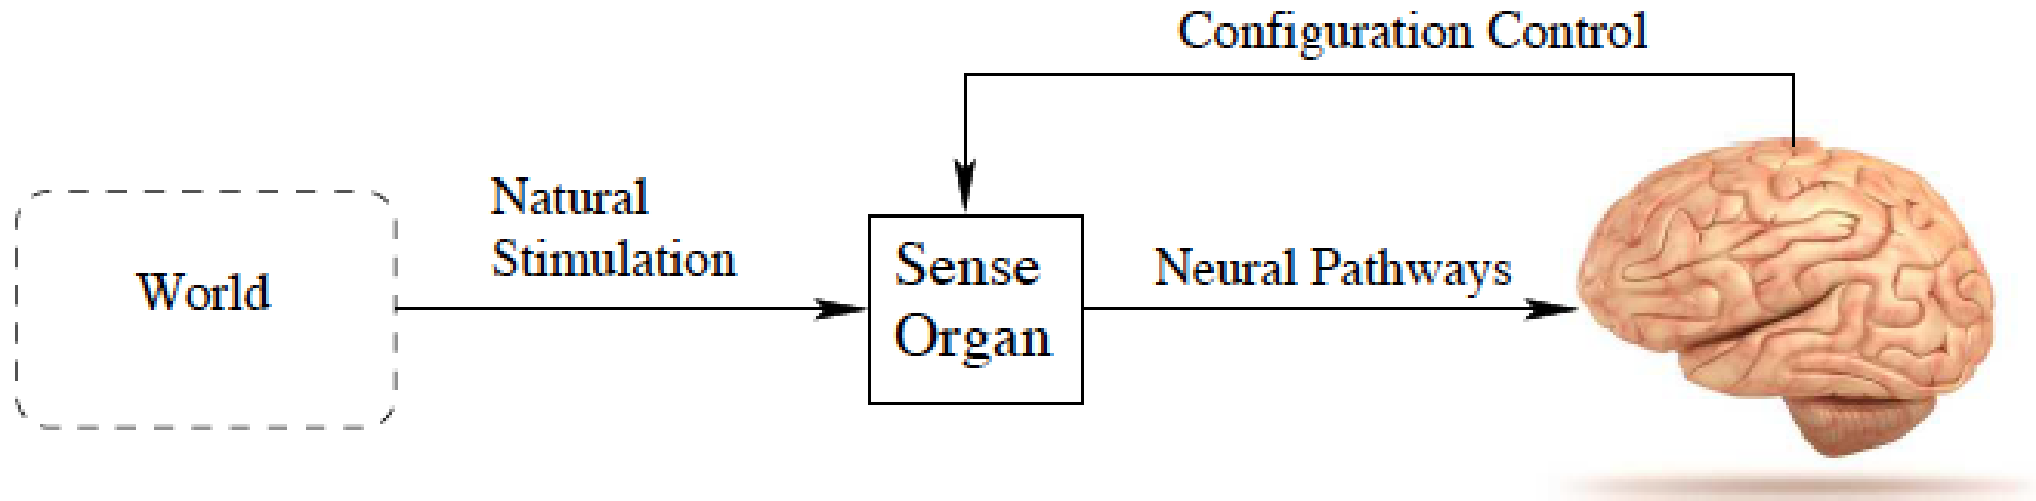 Configuration Control
Natural
Stimulation
World
Sense
Organ
Neural Pathways